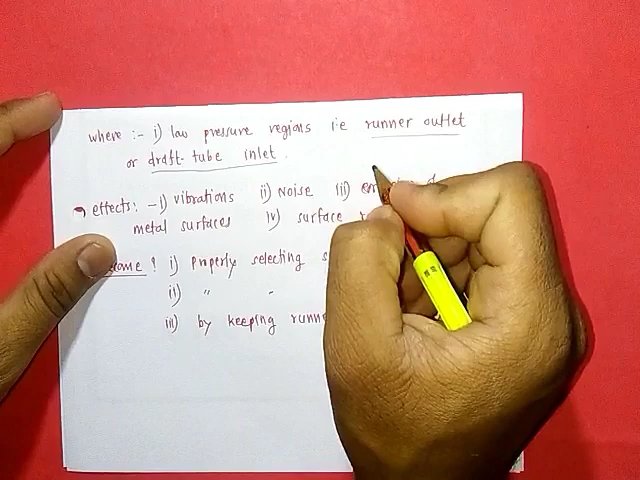 where :- i) low pressure regions i.e runner outlet
or draft-tube inlet .
effects: - i) vibrations ii) Noise iii)
metal surfaces iv) surface
? i) Properly selecting
ii) " "
iii) by keeping